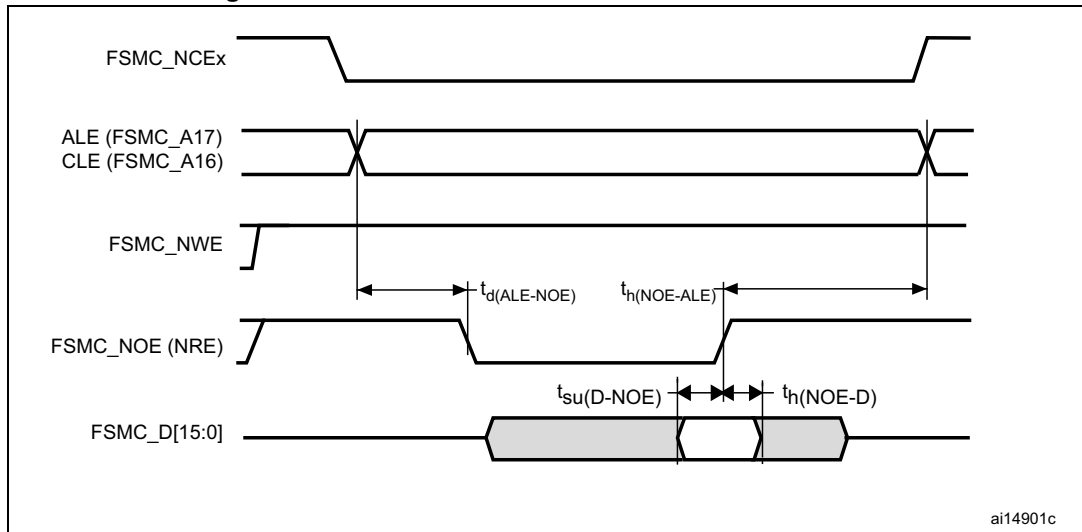 FSMC_NCEx
ALE (FSMC_A17)
CLE (FSMC_A16)
FSMC_NWE
td(ALE-NOE) th(NOE-ALE)
FSMC_NOE (NRE)
tsu(D-NOE) th(NOE-D)
FSMC_D[15:0]
ai14901c